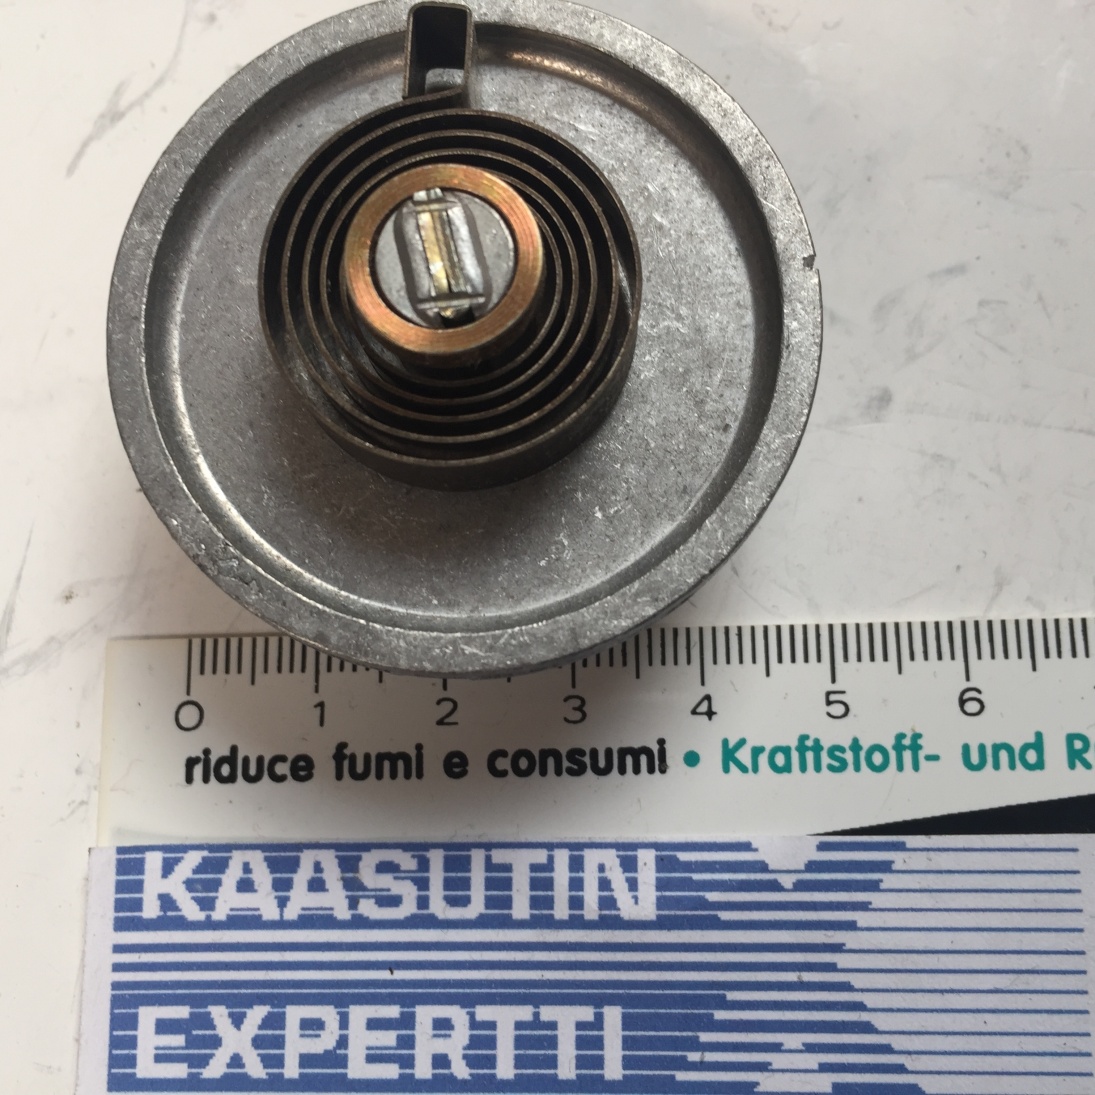 0 1 2 3 4 5 6
riduce fumi e consumi • Kraftstoff- und R
KAASUTIN
EXPERTTI